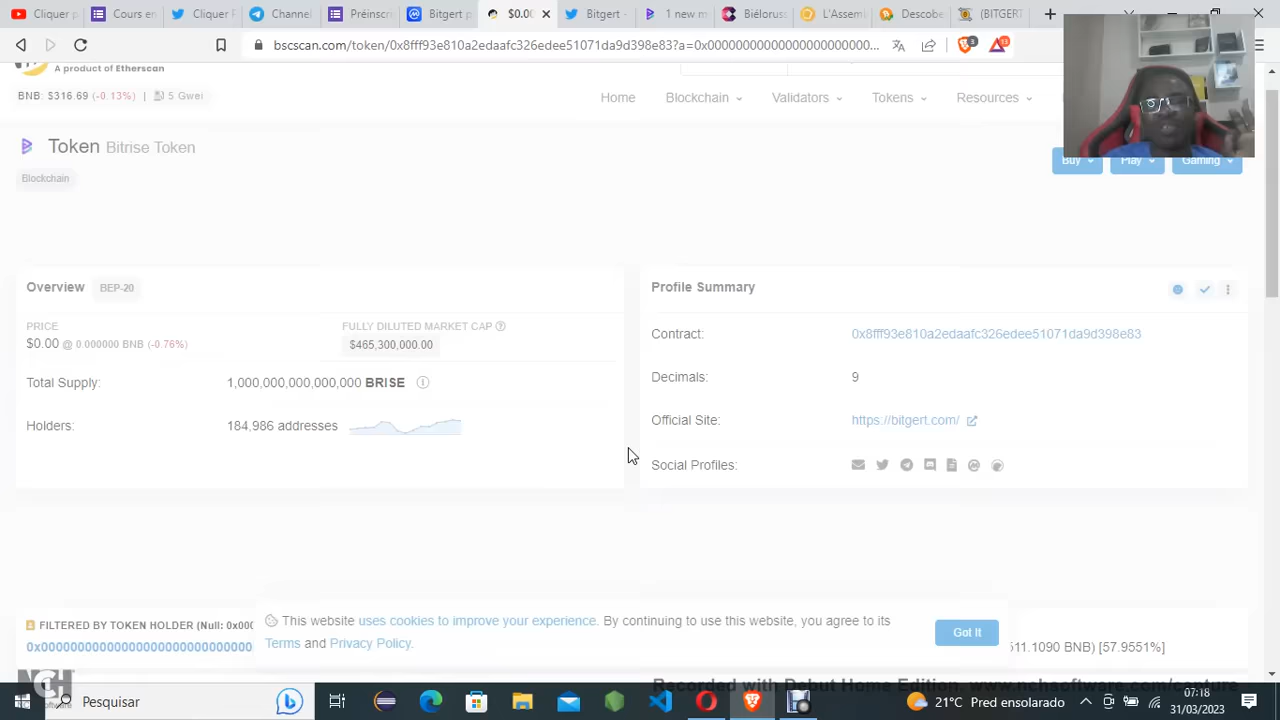 Cliquer p
Cours en
Cliquer P
Channel
Préinscr
Bitgert p
$0.0
Bitgert -
1 new m
Biélorus
L'Assem
Descobe
(BITGER
bscscan.com/token/0x8fff93e810a2edaafc326edee51071da9d398e83?a=0x0000000000000000000000000...
3
13
A product of Etherscan
BNB: $316.69 (-0.13%) | 5 Gwei
Home
Blockchain
Validators
Tokens
Resources
Token Bitrise Token
Buy
Play
Gaming
Blockchain
Overview
BEP-20
PRICE
$0.00 @ 0.000000 BNB (-0.76%)
FULLY DILUTED MARKET CAP
$465,300,000.00
Total Supply:
1,000,000,000,000,000 BRISE
Holders:
184,986 addresses
Profile Summary
Contract:
0x8fff93e810a2edaafc326edee51071da9d398e83
Decimals:
9
Official Site:
https://bitgert.com/
Social Profiles:
FILTERED BY TOKEN HOLDER (Null: 0x000
This website uses cookies to improve your experience. By continuing to use this website, you agree to its
Terms and Privacy Policy.
Got It
511.1090 BNB) [57.9551%]
NCH
Software
Recorded with Debut Home Edition. www.nchsoftware.com/capture
Pesquisar
21°C Pred ensolarado
07:18
31/03/2023